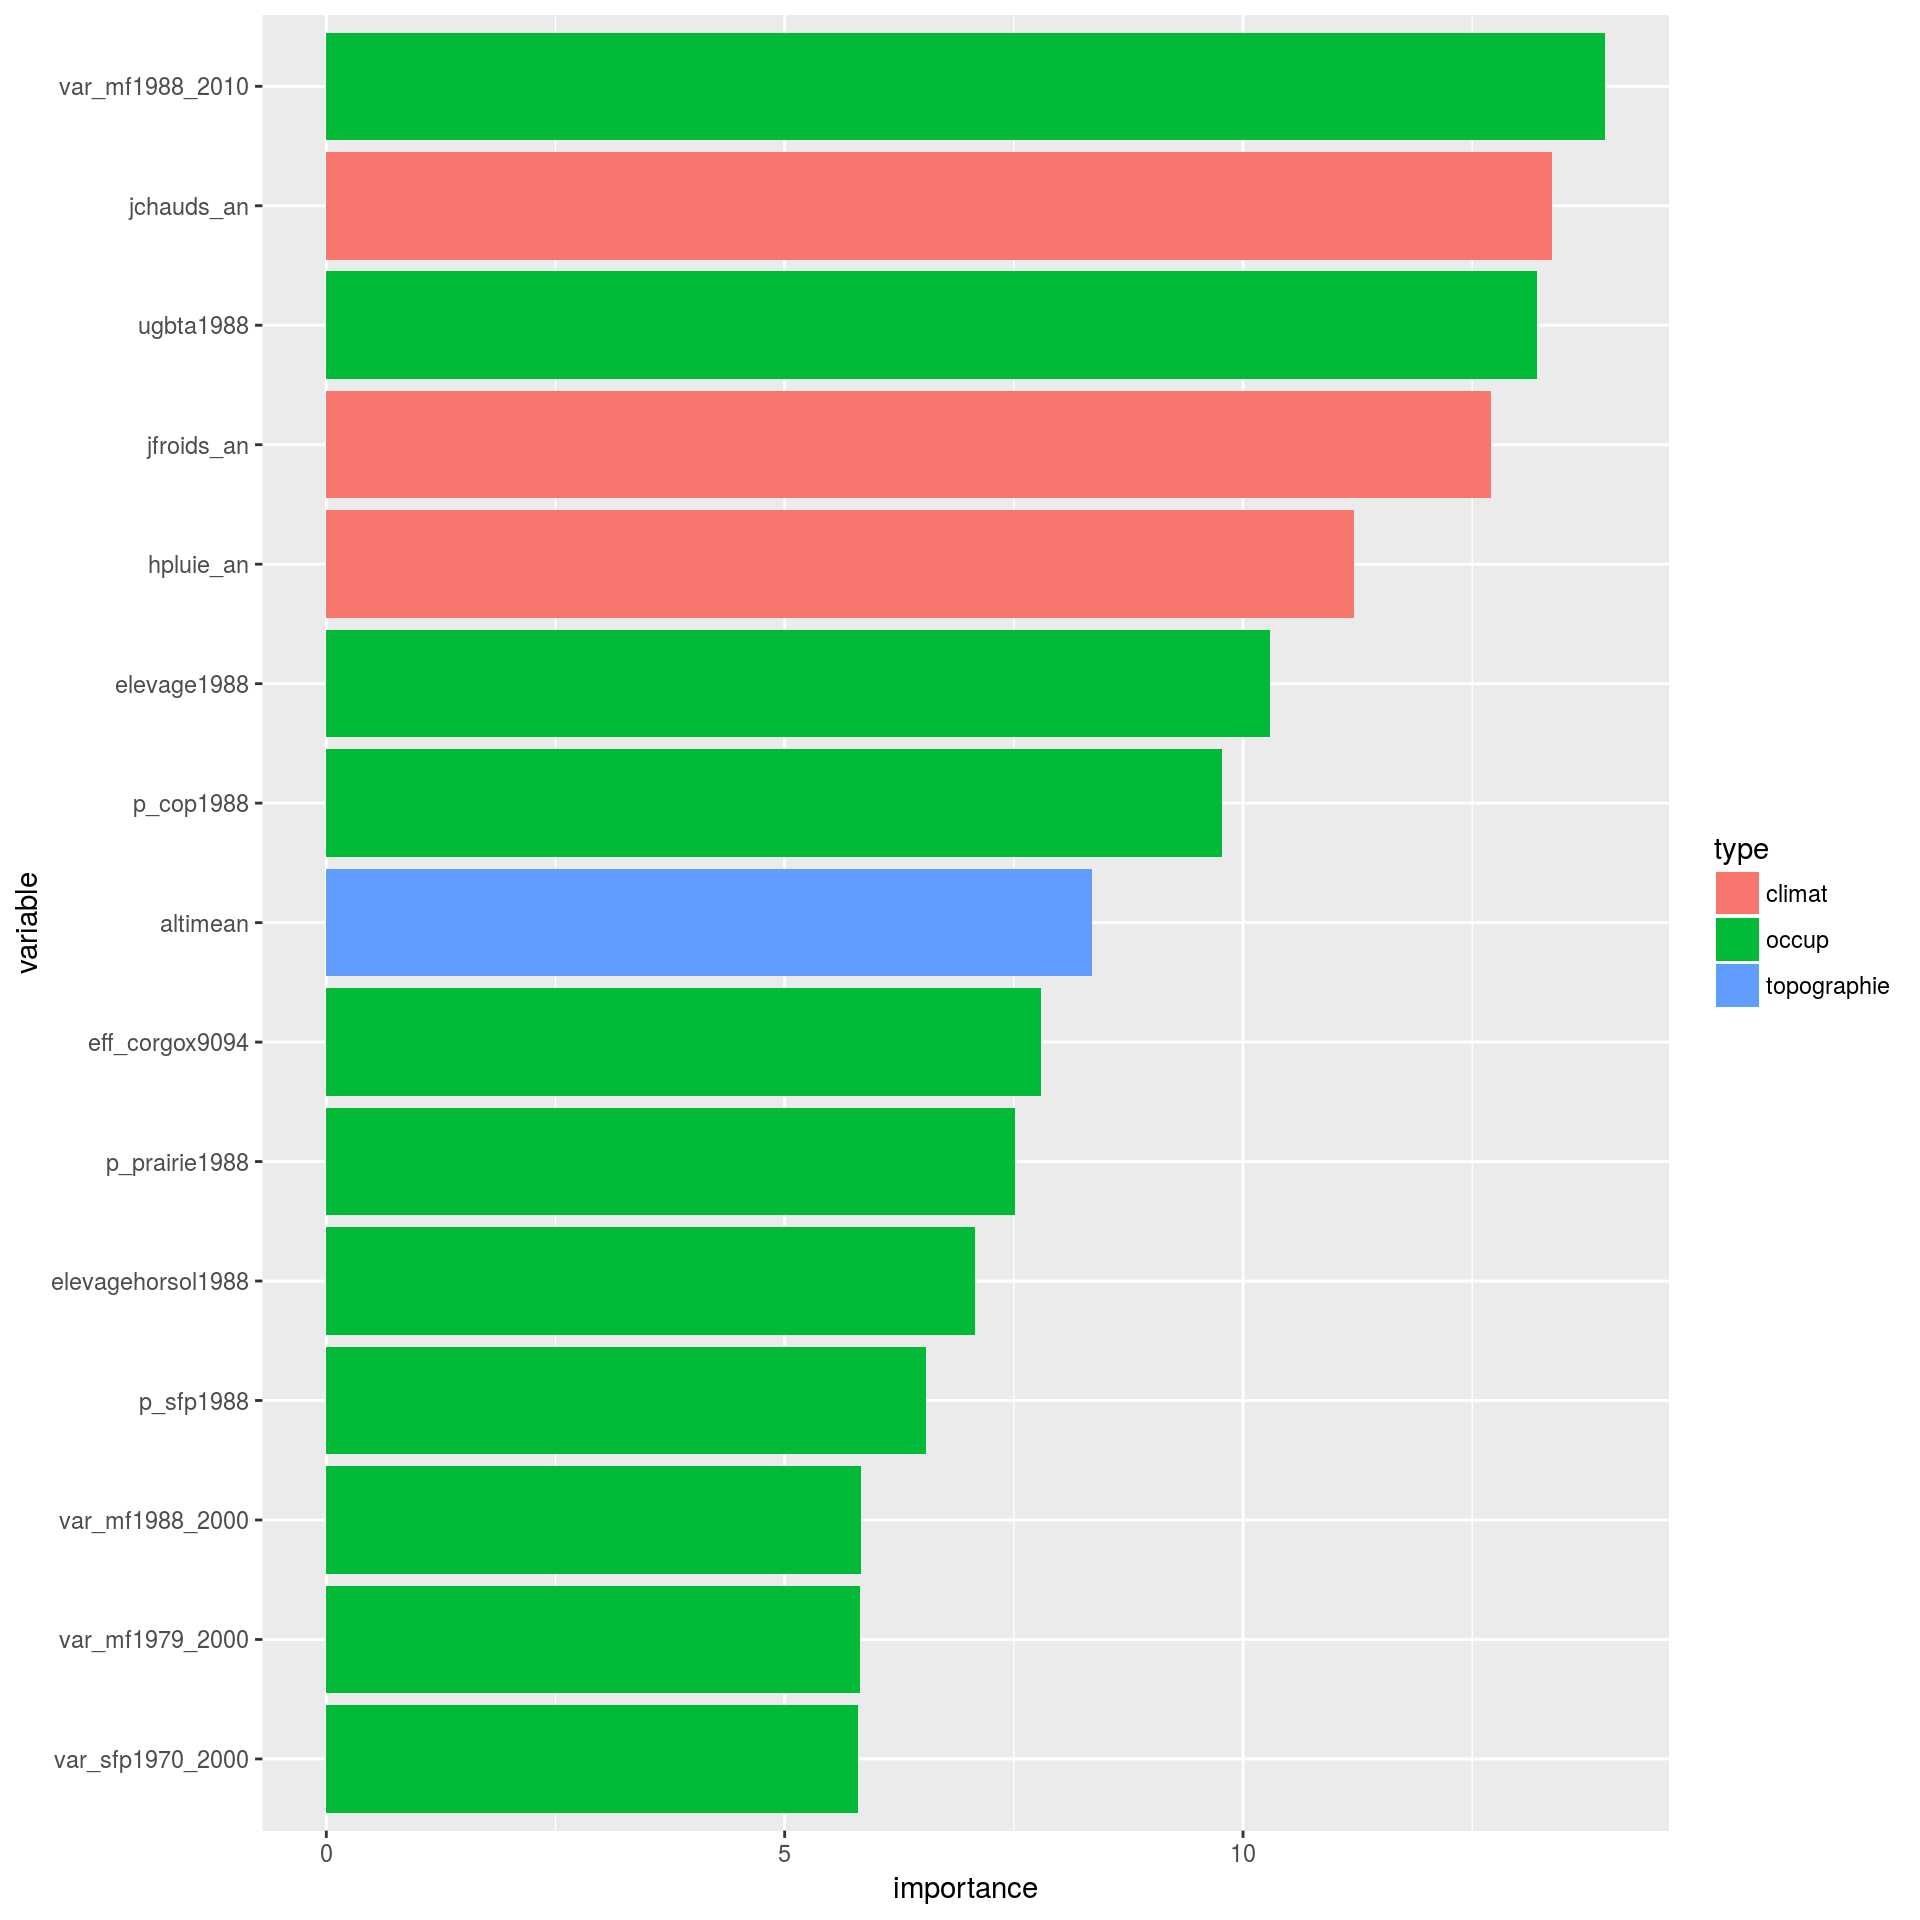 var_mf1988_2010
jchauds_an
ugbta1988
jfroids_an
hpluie_an
elevage1988
p_cop1988
altimean
eff_corgox9094
p_prairie1988
elevagehorsol1988
p_sfp1988
var_mf1988_2000
var_mf1979_2000
var_sfp1970_2000
variable
0 5 10
importance
type
climat
occup
topographie